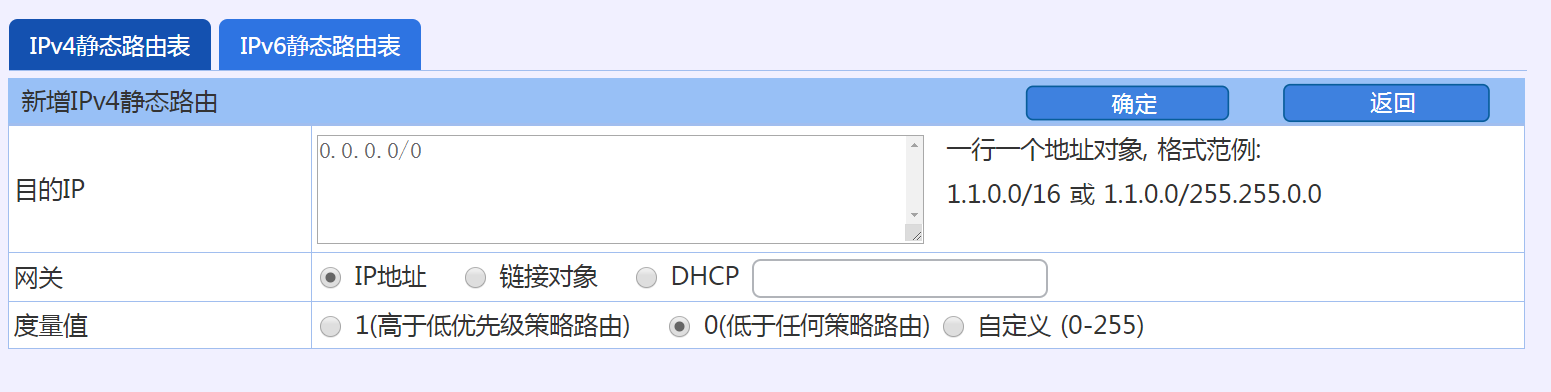 IPv4静态路由表 IPv6静态路由表
新增IPv4静态路由 确定 返回
0.0.0.0/0 一行一个地址对象, 格式范例:
目的IP 1.1.0.0/16 或 1.1.0.0/255.255.0.0
网关 IP地址 链接对象 DHCP
度量值 1(高于低优先级策略路由) 0(低于任何策略路由) 自定义 (0-255)